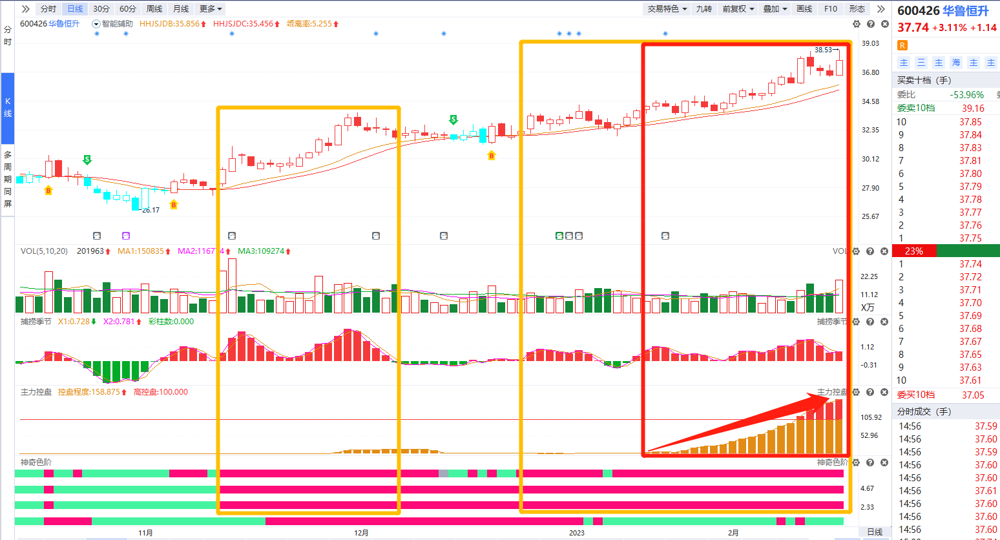 分时 日线 30分 60分 周线 月线 更多 交易特色 九转 前复权 叠加 画线 F10 形态
600426 华鲁恒升 智能辅助 HHJSJDB:35.856 HHJSJDC:35.456 乖离率:5.255
分时
K线
多周期同屏
39.03
38.53
36.80
34.58
32.35
30.12
27.90
26.17
25.67
S
S
B
B
B
VOL(5,10,20) 201963 MA1:150835 MA2:116774 MA3:109274 VOL
22.25
11.12
X万
捕捞季节 X1:0.728 X2:0.781 彩柱数:0.000 捕捞季节
1.12
-0.31
主力控盘 控盘程度:158.875 高控盘:100.000 主力控盘
105.92
52.96
神奇色阶 神奇色阶
4.67
2.33
11月 12月 2023 2月 日线
600426 华鲁恒升
37.74 +3.11% +1.14
R
主 三 主 海 主 主
买卖十档 (手)
委比 -53.96%
委卖10档 39.16
10 37.85
9 37.84
8 37.83
7 37.81
6 37.80
5 37.79
4 37.78
3 37.77
2 37.76
1 37.75
23%
1 37.74
2 37.72
3 37.71
4 37.70
5 37.69
6 37.68
7 37.67
8 37.65
9 37.63
10 37.61
委买10档 37.05
分时成交 (手)
14:56 37.59
14:56 37.60
14:56 37.59
14:56 37.60
14:56 37.60
14:56 37.61
14:56 37.60
14:56 37.60
14:56 37.60